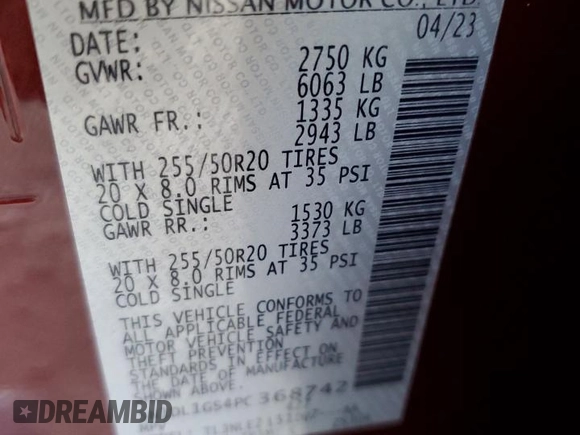 MFD BY NISSAN MOTOR CO., LTD.
DATE: 04/23
GVWR: 2750 KG
6063 LB
GAWR FR.: 1335 KG
2943 LB
WITH 255/50R20 TIRES
20 X 8.0 RIMS AT 35 PSI
COLD SINGLE
GAWR RR.: 1530 KG
3373 LB
WITH 255/50R20 TIRES
20 X 8.0 RIMS AT 35 PSI
COLD SINGLE
THIS VEHICLE CONFORMS TO
ALL APPLICABLE FEDERAL
MOTOR VEHICLE SAFETY AND
THEFT PREVENTION
STANDARDS IN EFFECT ON
THE DATE OF MANUFACTURE
SHOWN ABOVE.
368742
DREAMBID